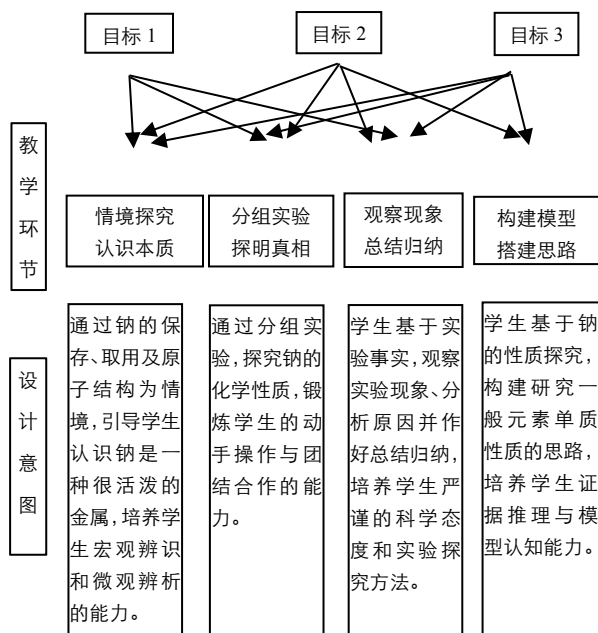 目标 1
目标 2
目标 3
教
学
环
节
情境探究
认识本质
分组实验
探明真相
观察现象
总结归纳
构建模型
搭建思路
设
计
意
图
通过钠的保
存、取用及原
子结构为情
境,引导学生
认识钠是一
种很活泼的
金属,培养学
生宏观辨识
和微观辨析
的能力。
通过分组实
验,探究钠的
化学性质,锻
炼学生的动
手操作与团
结合作的能
力。
学生基于实
验事实,观察
实验现象、分
析原因并作
好总结归纳,
培养学生严
谨的科学态
度和实验探
究方法。
学生基于钠
的性质探究,
构建研究一
般元素单质
性质的思路,
培养学生证
据推理与模
型认知能力。